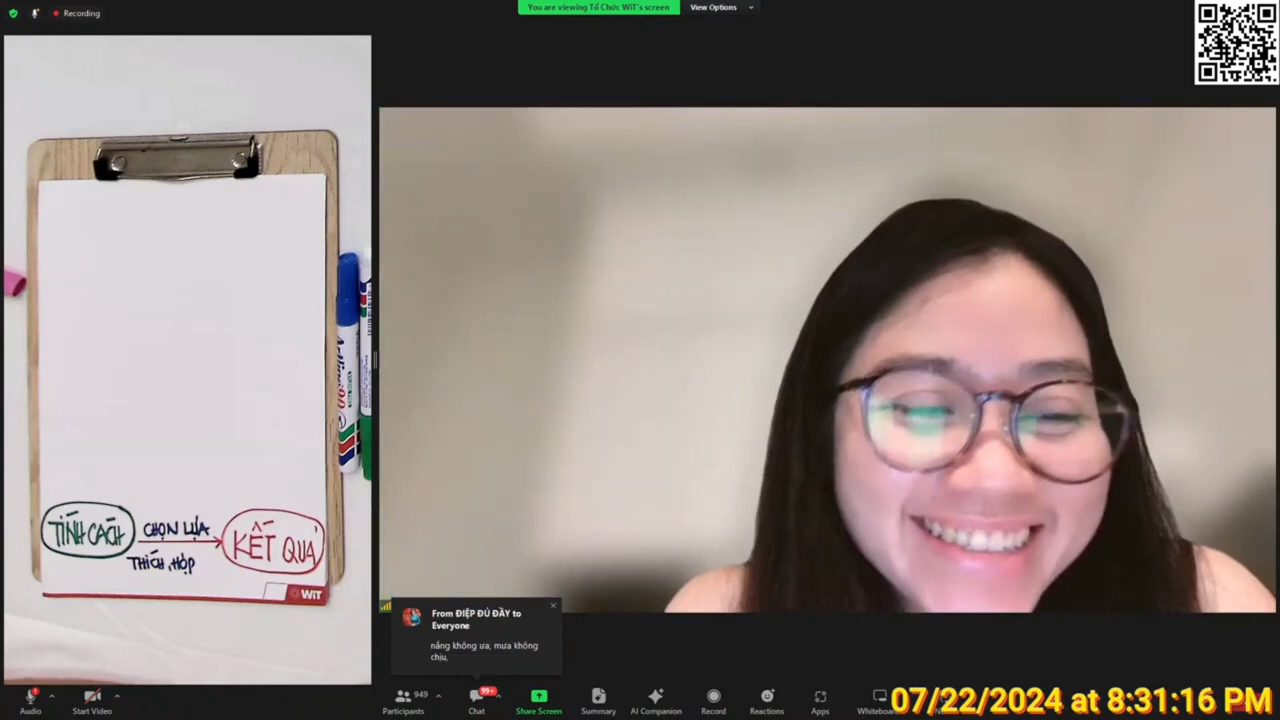 Recording
You are viewing Tổ Chức WiT's screen
View Options
TÍNH CÁCH
CHỌN LỰA
THÍCH HỢP
KẾT QUẢ
WiT
Artline 90
From ĐIỆP ĐỦ ĐẦY to
Everyone
nắng không ưa, mưa không
chịu,
Audio
Start Video
949
Participants
99+
Chat
Share Screen
Summary
AI Companion
Record
Reactions
Apps
07/22/2024 at 8:31:16 PM